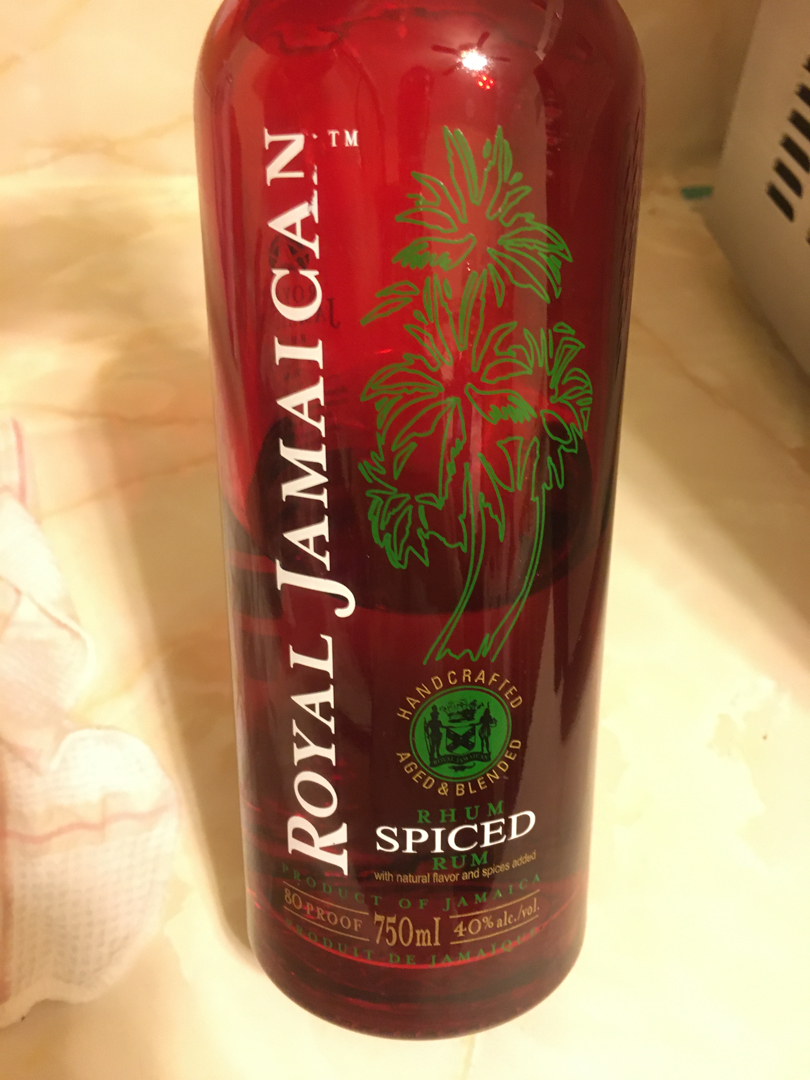 ROYAL JAMAICAN™
HANDCRAFTED
AGED & BLENDED
RHUM
SPICED
RUM
with natural flavor and spices added
PRODUCT OF JAMAICA
80 PROOF 750ml 40% alc./vol.
PRODUIT DE JAMAIQUE